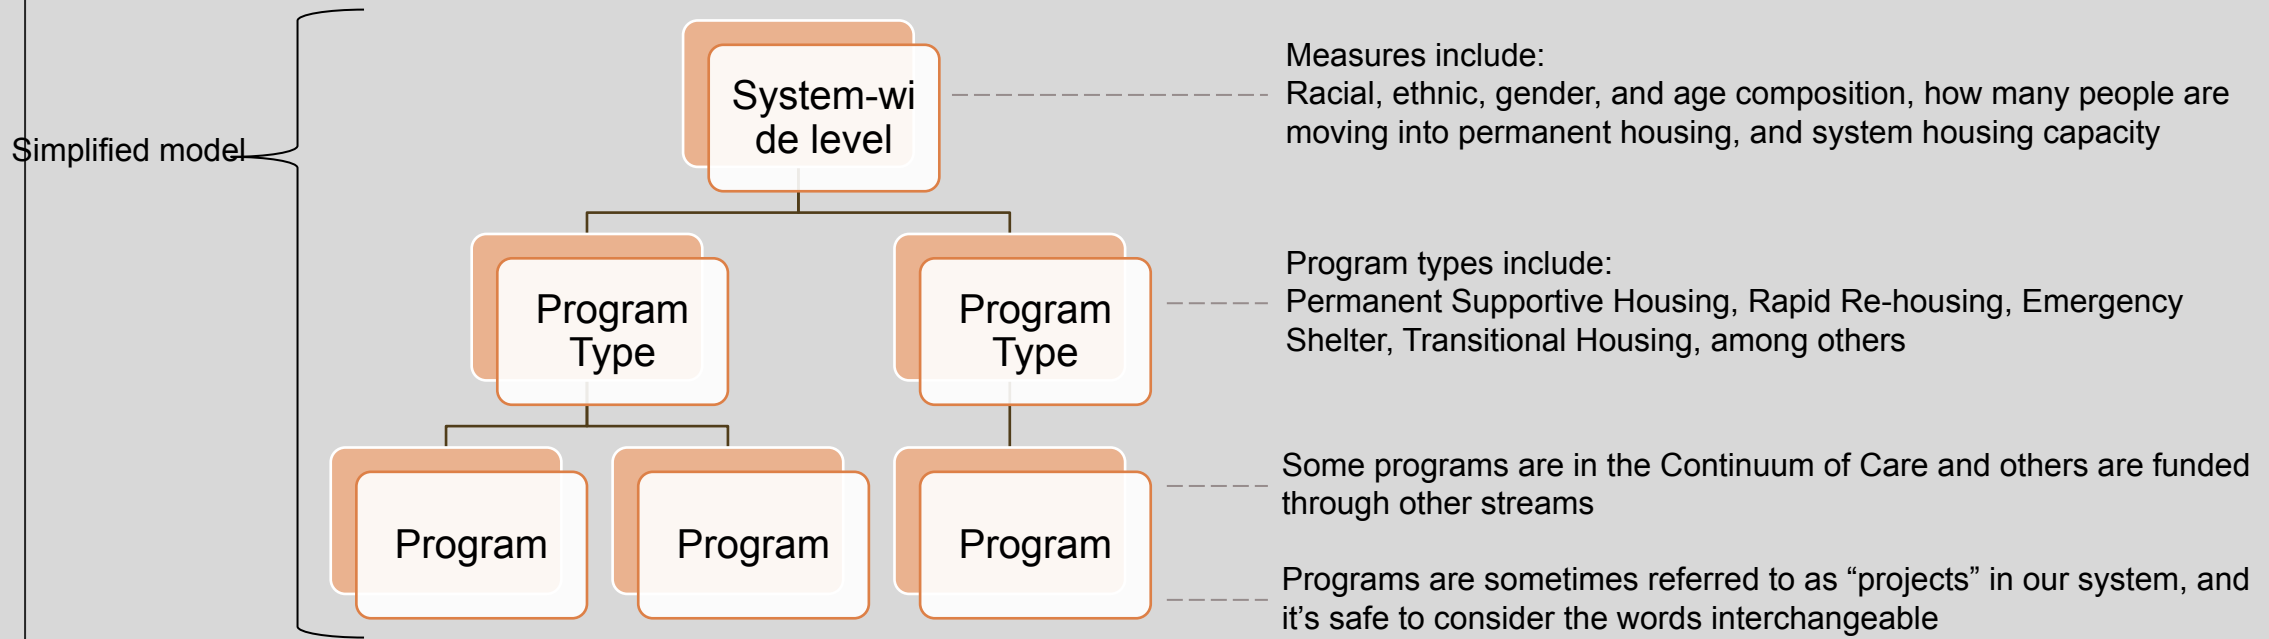 Simplified model
System-wi
de level
Measures include:
Racial, ethnic, gender, and age composition, how many people are
moving into permanent housing, and system housing capacity
Program
Type
Program
Type
Program types include:
Permanent Supportive Housing, Rapid Re-housing, Emergency
Shelter, Transitional Housing, among others
Program
Program
Program
Some programs are in the Continuum of Care and others are funded
through other streams
Programs are sometimes referred to as “projects” in our system, and
it’s safe to consider the words interchangeable